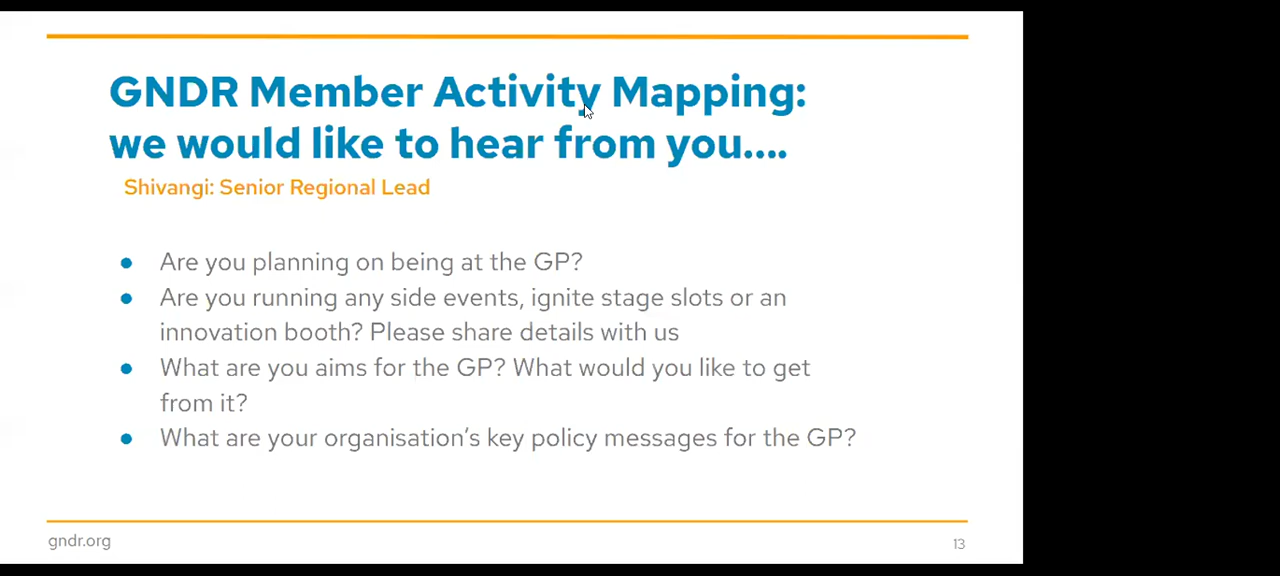 GNDR Member Activity Mapping:
we would like to hear from you....
Shivangi: Senior Regional Lead
● Are you planning on being at the GP?
● Are you running any side events, ignite stage slots or an
innovation booth? Please share details with us
● What are you aims for the GP? What would you like to get
from it?
● What are your organisation’s key policy messages for the GP?
gndr.org
13